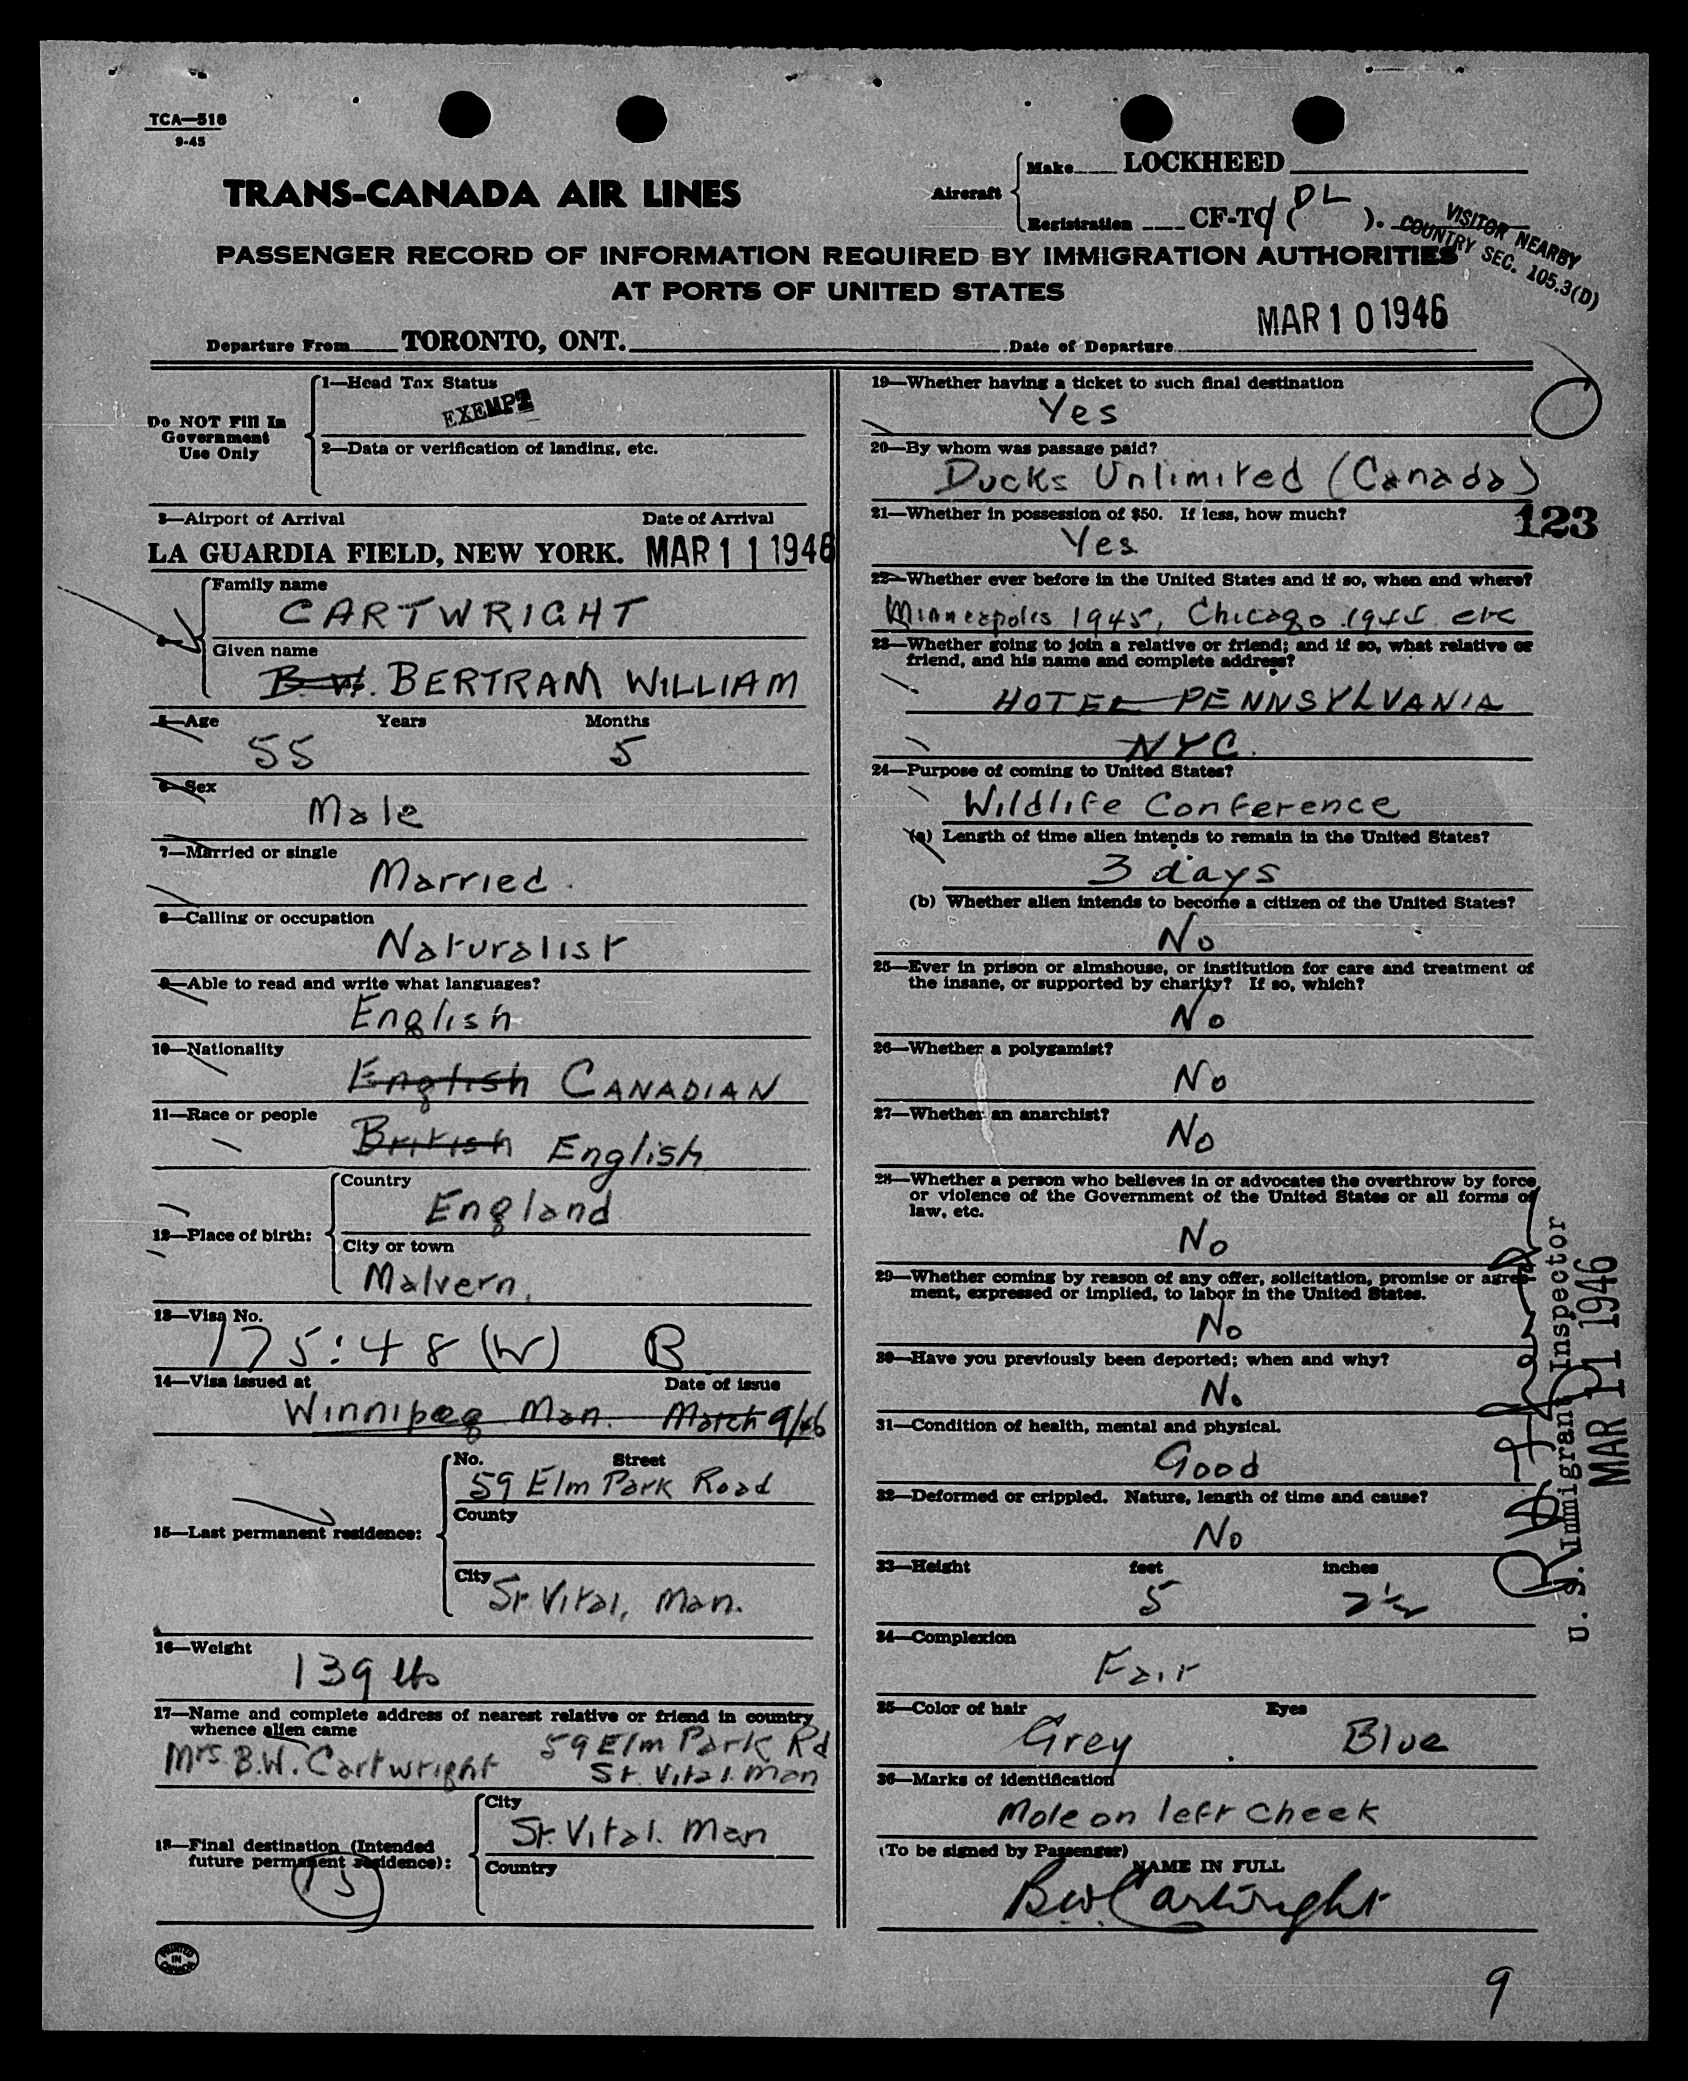 TCA—518
9-45
TRANS-CANADA AIR LINES
Aircraft
Make LOCKHEED
Registration CF-TC (DL).
VISITOR NEARBY
COUNTRY SEC. 105.3(D)
PASSENGER RECORD OF INFORMATION REQUIRED BY IMMIGRATION AUTHORITIES
AT PORTS OF UNITED STATES
MAR 10 1946
Departure From TORONTO, ONT. Date of Departure
Do NOT Fill In
Government
Use Only
1—Head Tax Status
EXEMPT
2—Data or verification of landing, etc.
3—Airport of Arrival Date of Arrival
LA GUARDIA FIELD, NEW YORK. MAR 11 1946
Family name
CARTWRIGHT
Given name
B. W. BERTRAM WILLIAM
5—Age Years Months
55 5
6—Sex
Male
7—Married or single
Married.
8—Calling or occupation
Naturalist
9—Able to read and write what languages?
English
10—Nationality
English CANADIAN
11—Race or people
British English
12—Place of birth:
Country
England
City or town
Malvern,
13—Visa No.
175:48 (W) B
14—Visa issued at Date of issue
Winnipeg Man. March 9/46
15—Last permanent residence:
No. Street
59 Elm Park Road
County
City
St Vital, Man.
16—Weight
139 lbs
17—Name and complete address of nearest relative or friend in country
whence alien came
Mrs. B.W. Cartwright 59 Elm Park Rd
St. Vital. Man
18—Final destination (Intended
future permanent residence):
City
St. Vital. Man
Country
PRINTED
IN
CANADA
19—Whether having a ticket to such final destination
Yes
20—By whom was passage paid?
Ducks Unlimited (Canada)
21—Whether in possession of $50. If less, how much?
123
Yes
22—Whether ever before in the United States and if so, when and where?
Minneapolis 1945, Chicago etc
23—Whether going to join a relative or friend; and if so, what relative or
friend, and his name and complete address?
HOTEL PENNSYLVANIA
NYC.
24—Purpose of coming to United States?
Wildlife Conference
(a) Length of time alien intends to remain in the United States?
3 days
(b) Whether alien intends to become a citizen of the United States?
No
25—Ever in prison or almshouse, or institution for care and treatment of
the insane, or supported by charity? If so, which?
No
26—Whether a polygamist?
No
27—Whether an anarchist?
No
28—Whether a person who believes in or advocates the overthrow by force
or violence of the Government of the United States or all forms of
law, etc.
No
29—Whether coming by reason of any offer, solicitation, promise or agree-
ment, expressed or implied, to labor in the United States.
No
30—Have you previously been deported; when and why?
No
31—Condition of health, mental and physical.
Good
32—Deformed or crippled. Nature, length of time and cause?
No
33—Height feet inches
5 7½
34—Complexion
Fair
35—Color of hair Eyes
Grey Blue
36—Marks of identification
Mole on left cheek
(To be signed by Passenger)
NAME IN FULL
B.W. Cartwright
U. S. Immigrant Inspector
MAR 11 1946
9